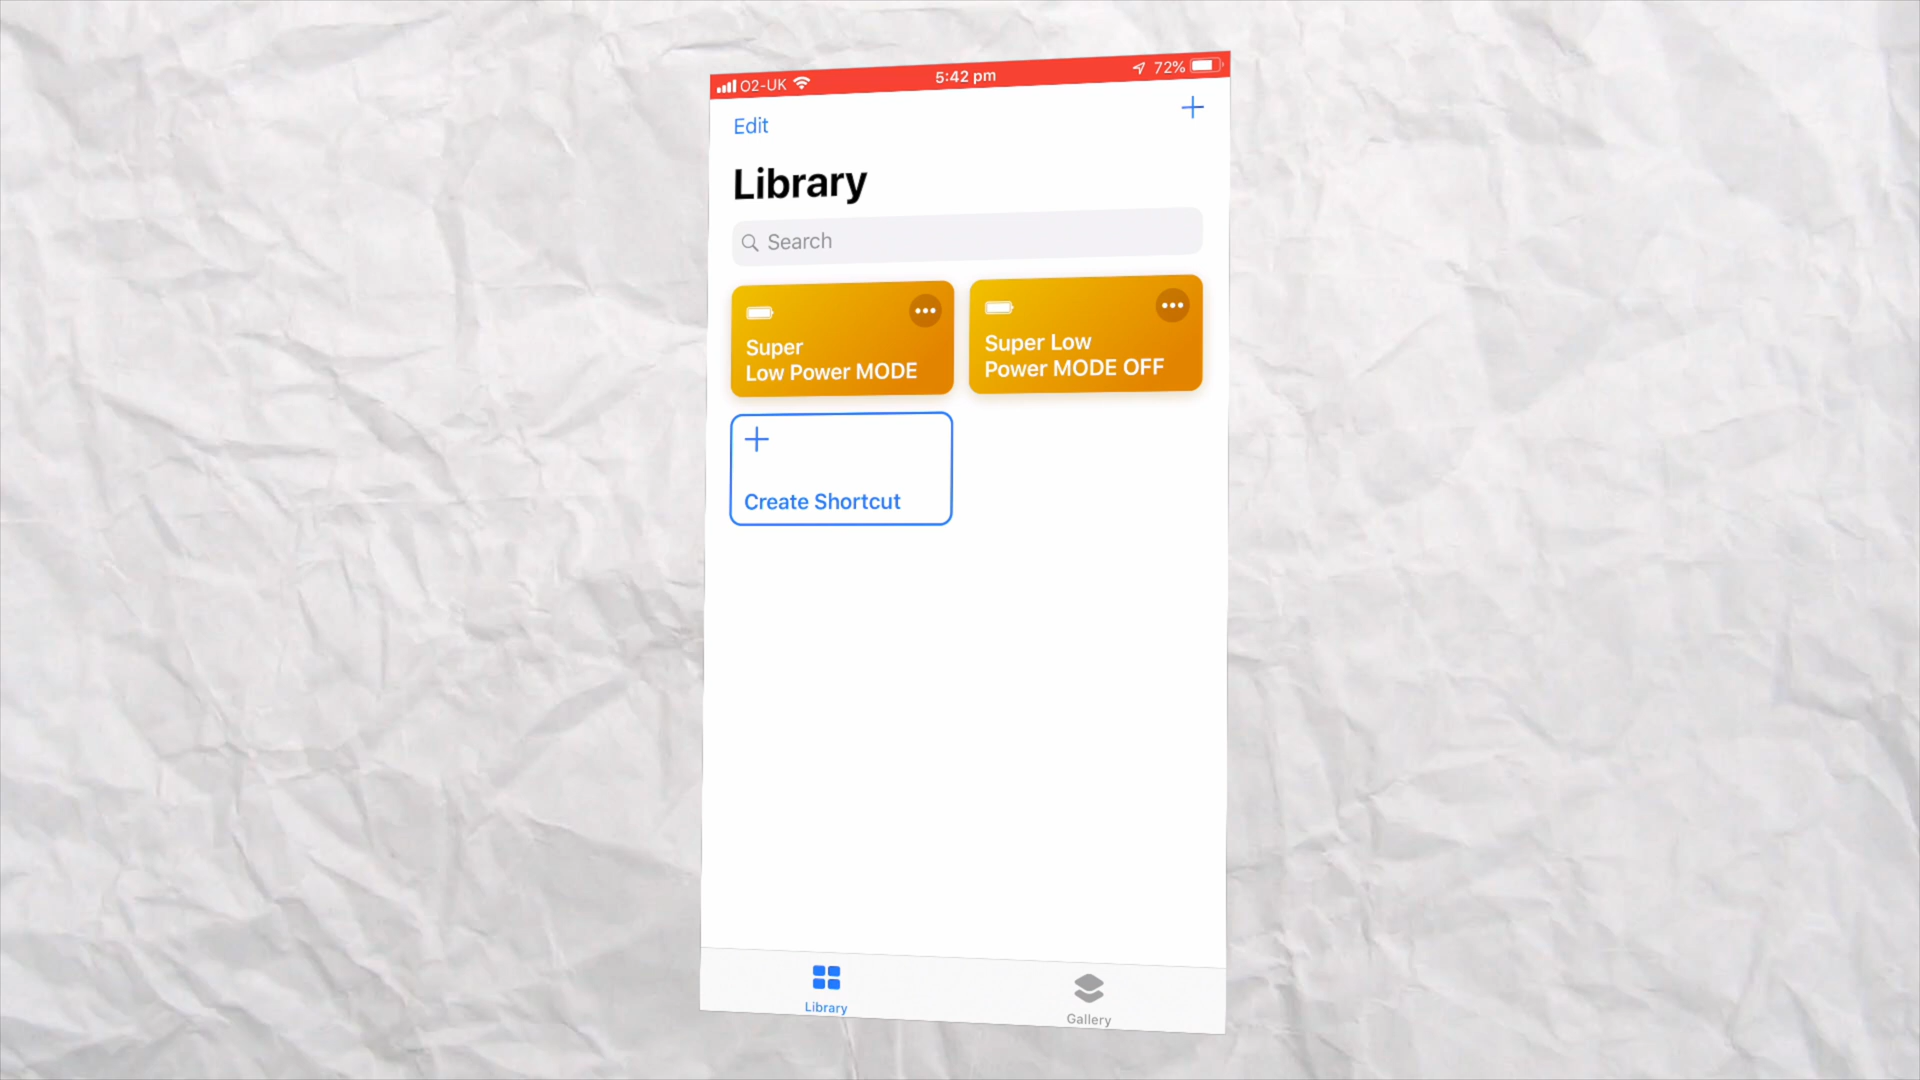 O2-UK
5:42 pm
72%
Edit
Library
Search
Super
Low Power MODE
Super Low
Power MODE OFF
Create Shortcut
Library
Gallery